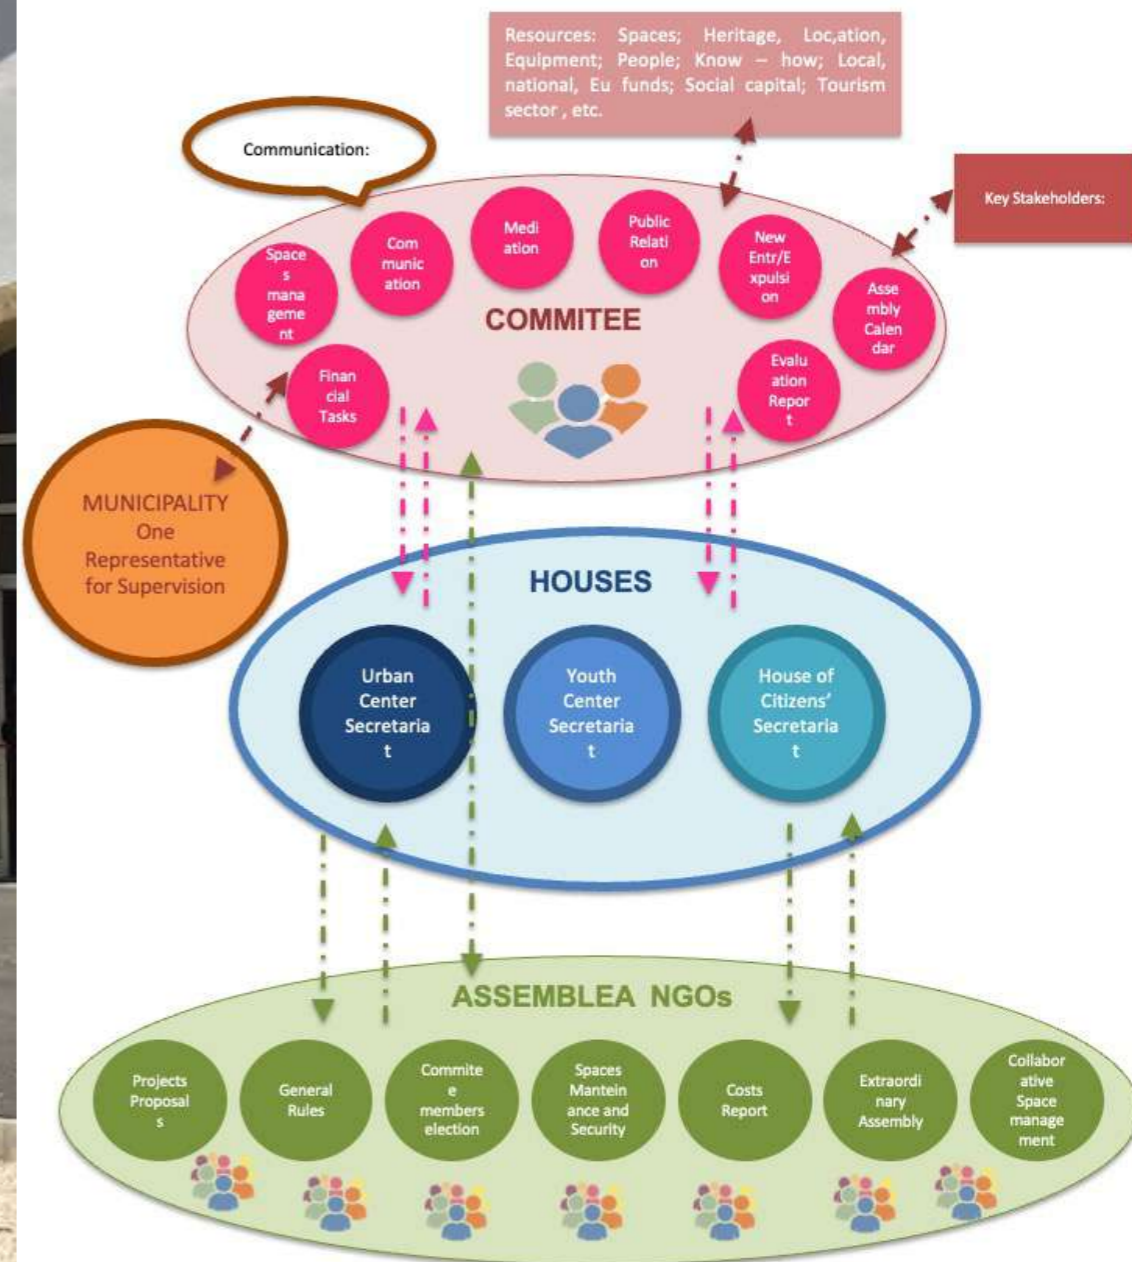 Resources: Spaces; Heritage, Loc,ation,
Equipment; People; Know – how; Local,
national, Eu funds; Social capital; Tourism
sector , etc.
Communication:
Key Stakeholders:
Space
s
mana
geme
nt
Com
munic
ation
Medi
ation
Public
Relati
on
New
Entr/E
xpulsi
on
Asse
mbly
Calen
dar
COMMITEE
Finan
cial
Tasks
Evalu
ation
Repor
t
MUNICIPALITY
One
Representative
for Supervision
HOUSES
Urban
Center
Secretaria
t
Youth
Center
Secretaria
t
House of
Citizens’
Secretaria
t
ASSEMBLEA NGOs
Projects
Proposal
s
General
Rules
Commite
e
members
election
Spaces
Mantein
ance and
Security
Costs
Report
Extraordi
nary
Assembly
Collabor
ative
Space
manage
ment